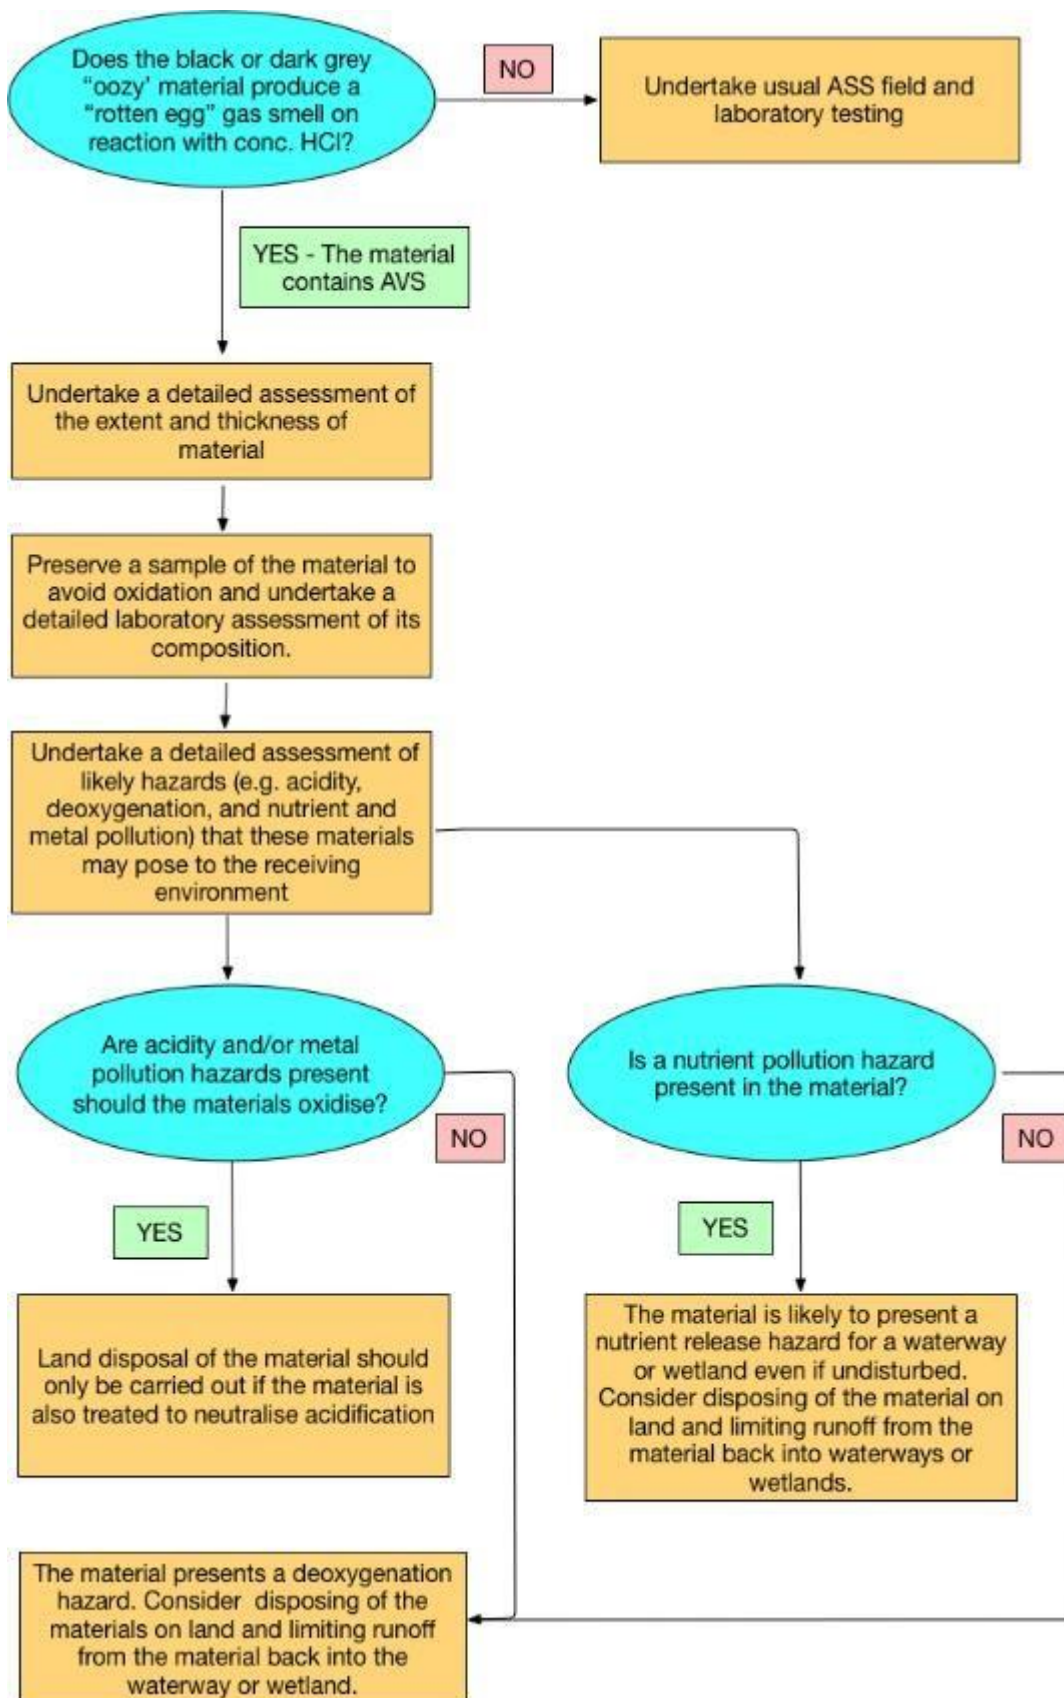 Does the black or dark grey
“oozy’ material produce a
“rotten egg” gas smell on
reaction with conc. HCl?
NO
Undertake usual ASS field and
laboratory testing
YES - The material
contains AVS
Undertake a detailed assessment of
the extent and thickness of
material
Preserve a sample of the material to
avoid oxidation and undertake a
detailed laboratory assessment of its
composition.
Undertake a detailed assessment of
likely hazards (e.g. acidity,
deoxygenation, and nutrient and
metal pollution) that these materials
may pose to the receiving
environment
Are acidity and/or metal
pollution hazards present
should the materials oxidise?
NO
YES
Land disposal of the material should
only be carried out if the material is
also treated to neutralise acidification
Is a nutrient pollution hazard
present in the material?
NO
YES
The material is likely to present a
nutrient release hazard for a waterway
or wetland even if undisturbed.
Consider disposing of the material on
land and limiting runoff from the
material back into waterways or
wetlands.
The material presents a deoxygenation
hazard. Consider disposing of the
materials on land and limiting runoff
from the material back into the
waterway or wetland.